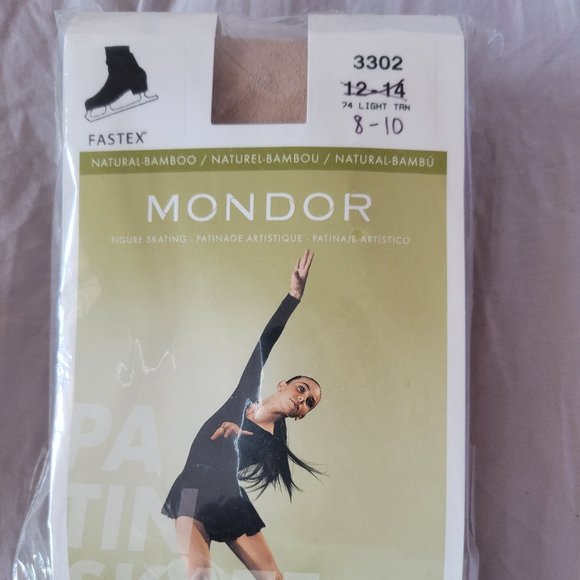 3302
12-14
74 LIGHT TAN
8-10
FASTEX
NATURAL-BAMBOO / NATUREL-BAMBOU / NATURAL-BAMBÚ
MONDOR
FIGURE SKATING - PATINAGE ARTISTIQUE - PATINAJE ARTÍSTICO
PA
TIN